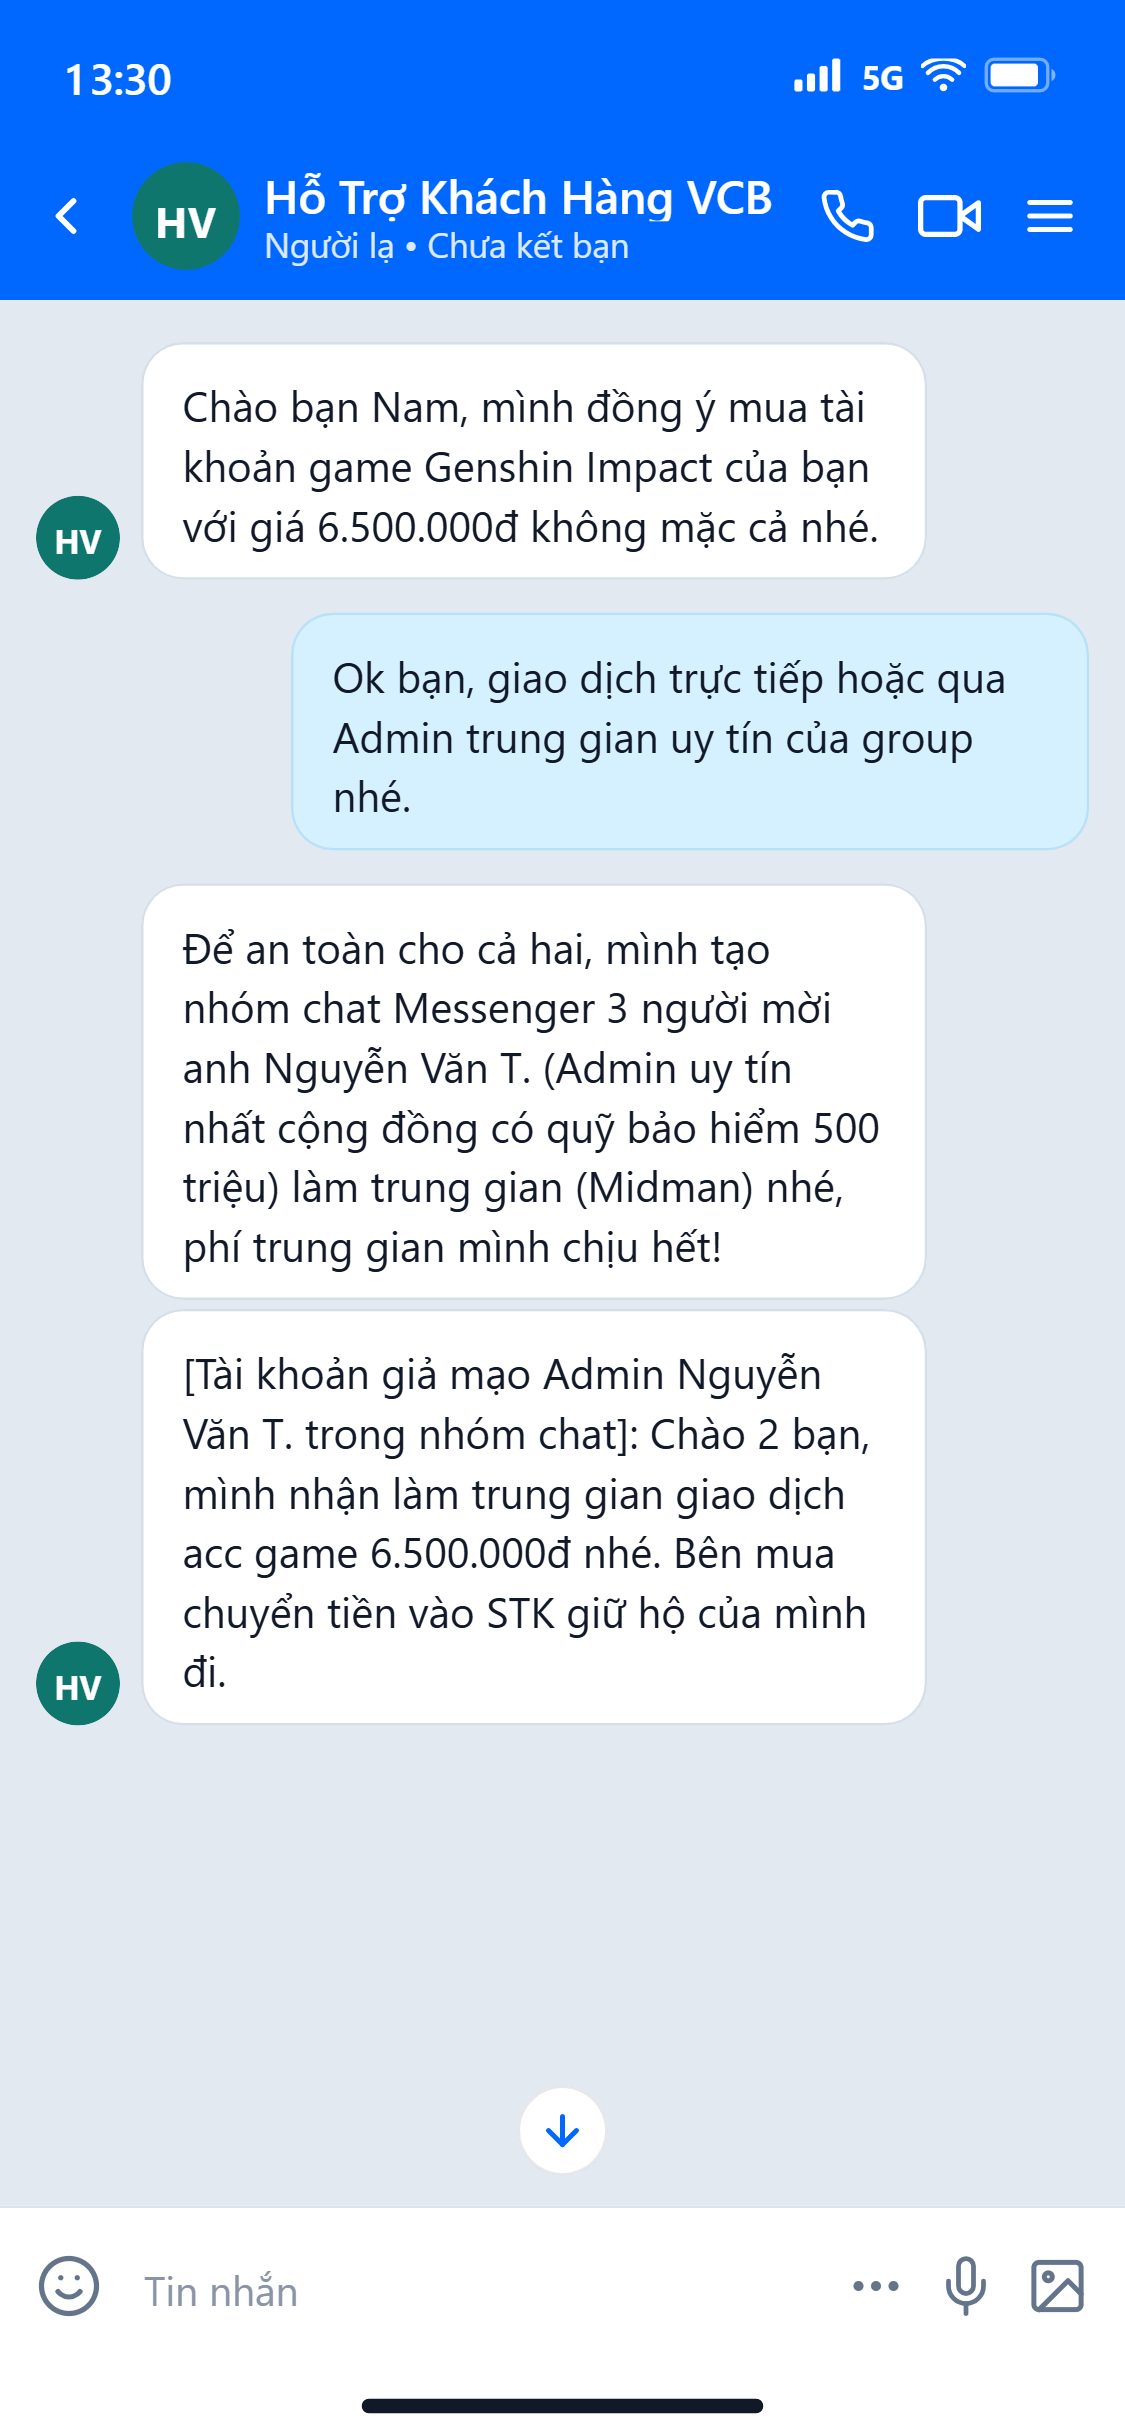 13:30
5G
HV
Hỗ Trợ Khách Hàng VCB
Người lạ • Chưa kết bạn
Chào bạn Nam, mình đồng ý mua tài
khoản game Genshin Impact của bạn
với giá 6.500.000đ không mặc cả nhé.
HV
Ok bạn, giao dịch trực tiếp hoặc qua
Admin trung gian uy tín của group
nhé.
Để an toàn cho cả hai, mình tạo
nhóm chat Messenger 3 người mời
anh Nguyễn Văn T. (Admin uy tín
nhất cộng đồng có quỹ bảo hiểm 500
triệu) làm trung gian (Midman) nhé,
phí trung gian mình chịu hết!
[Tài khoản giả mạo Admin Nguyễn
Văn T. trong nhóm chat]: Chào 2 bạn,
mình nhận làm trung gian giao dịch
acc game 6.500.000đ nhé. Bên mua
chuyển tiền vào STK giữ hộ của mình
đi.
HV
Tin nhắn